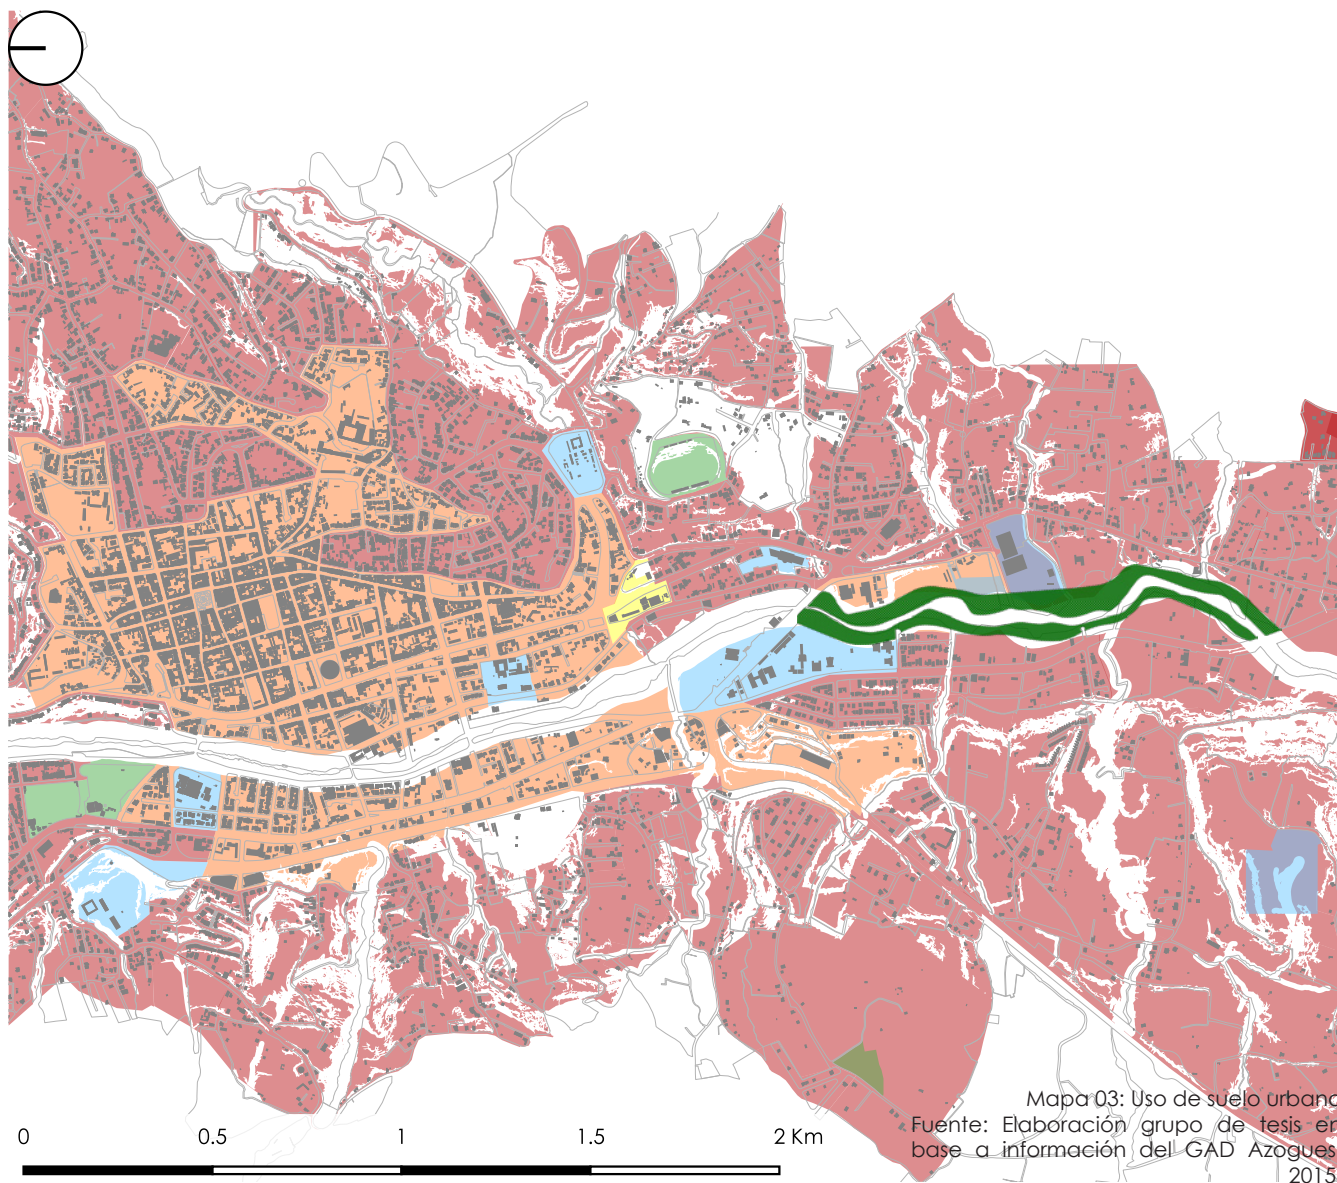 0 0.5 1 1.5 2 Km
Mapa 03: Uso de suelo urbano
Fuente: Elaboración grupo de tesis en
base a información del GAD Azogues,
2015